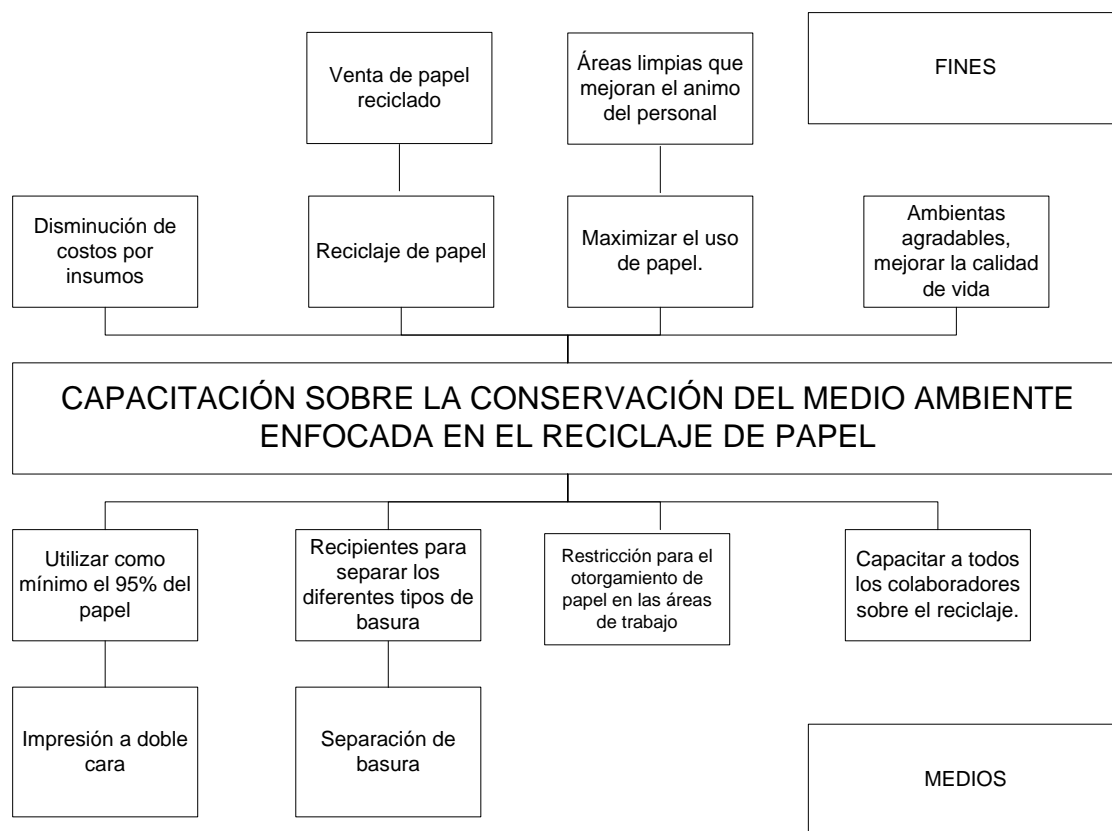 Venta de papel
reciclado
Áreas limpias que
mejoran el animo
del personal
FINES
Disminución de
costos por
insumos
Reciclaje de papel
Maximizar el uso
de papel.
Ambientas
agradables,
mejorar la calidad
de vida
CAPACITACIÓN SOBRE LA CONSERVACIÓN DEL MEDIO AMBIENTE
ENFOCADA EN EL RECICLAJE DE PAPEL
Utilizar como
mínimo el 95% del
papel
Recipientes para
separar los
diferentes tipos de
basura
Restricción para el
otorgamiento de
papel en las áreas
de trabajo
Capacitar a todos
los colaboradores
sobre el reciclaje.
Impresión a doble
cara
Separación de
basura
MEDIOS